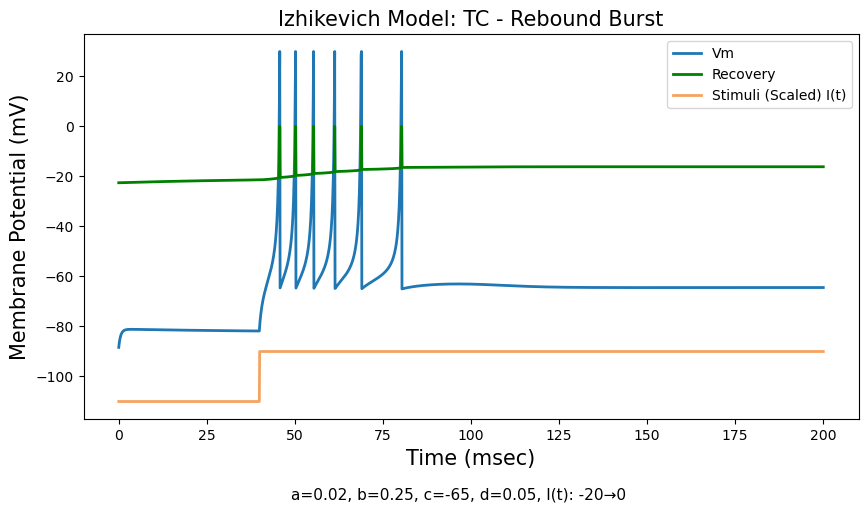 Izhikevich Model: TC - Rebound Burst
Membrane Potential (mV)
20
0
−20
−40
−60
−80
−100
Vm
Recovery
Stimuli (Scaled) I(t)
0
25
50
75
100
125
150
175
200
Time (msec)
a=0.02, b=0.25, c=-65, d=0.05, I(t): -20→0